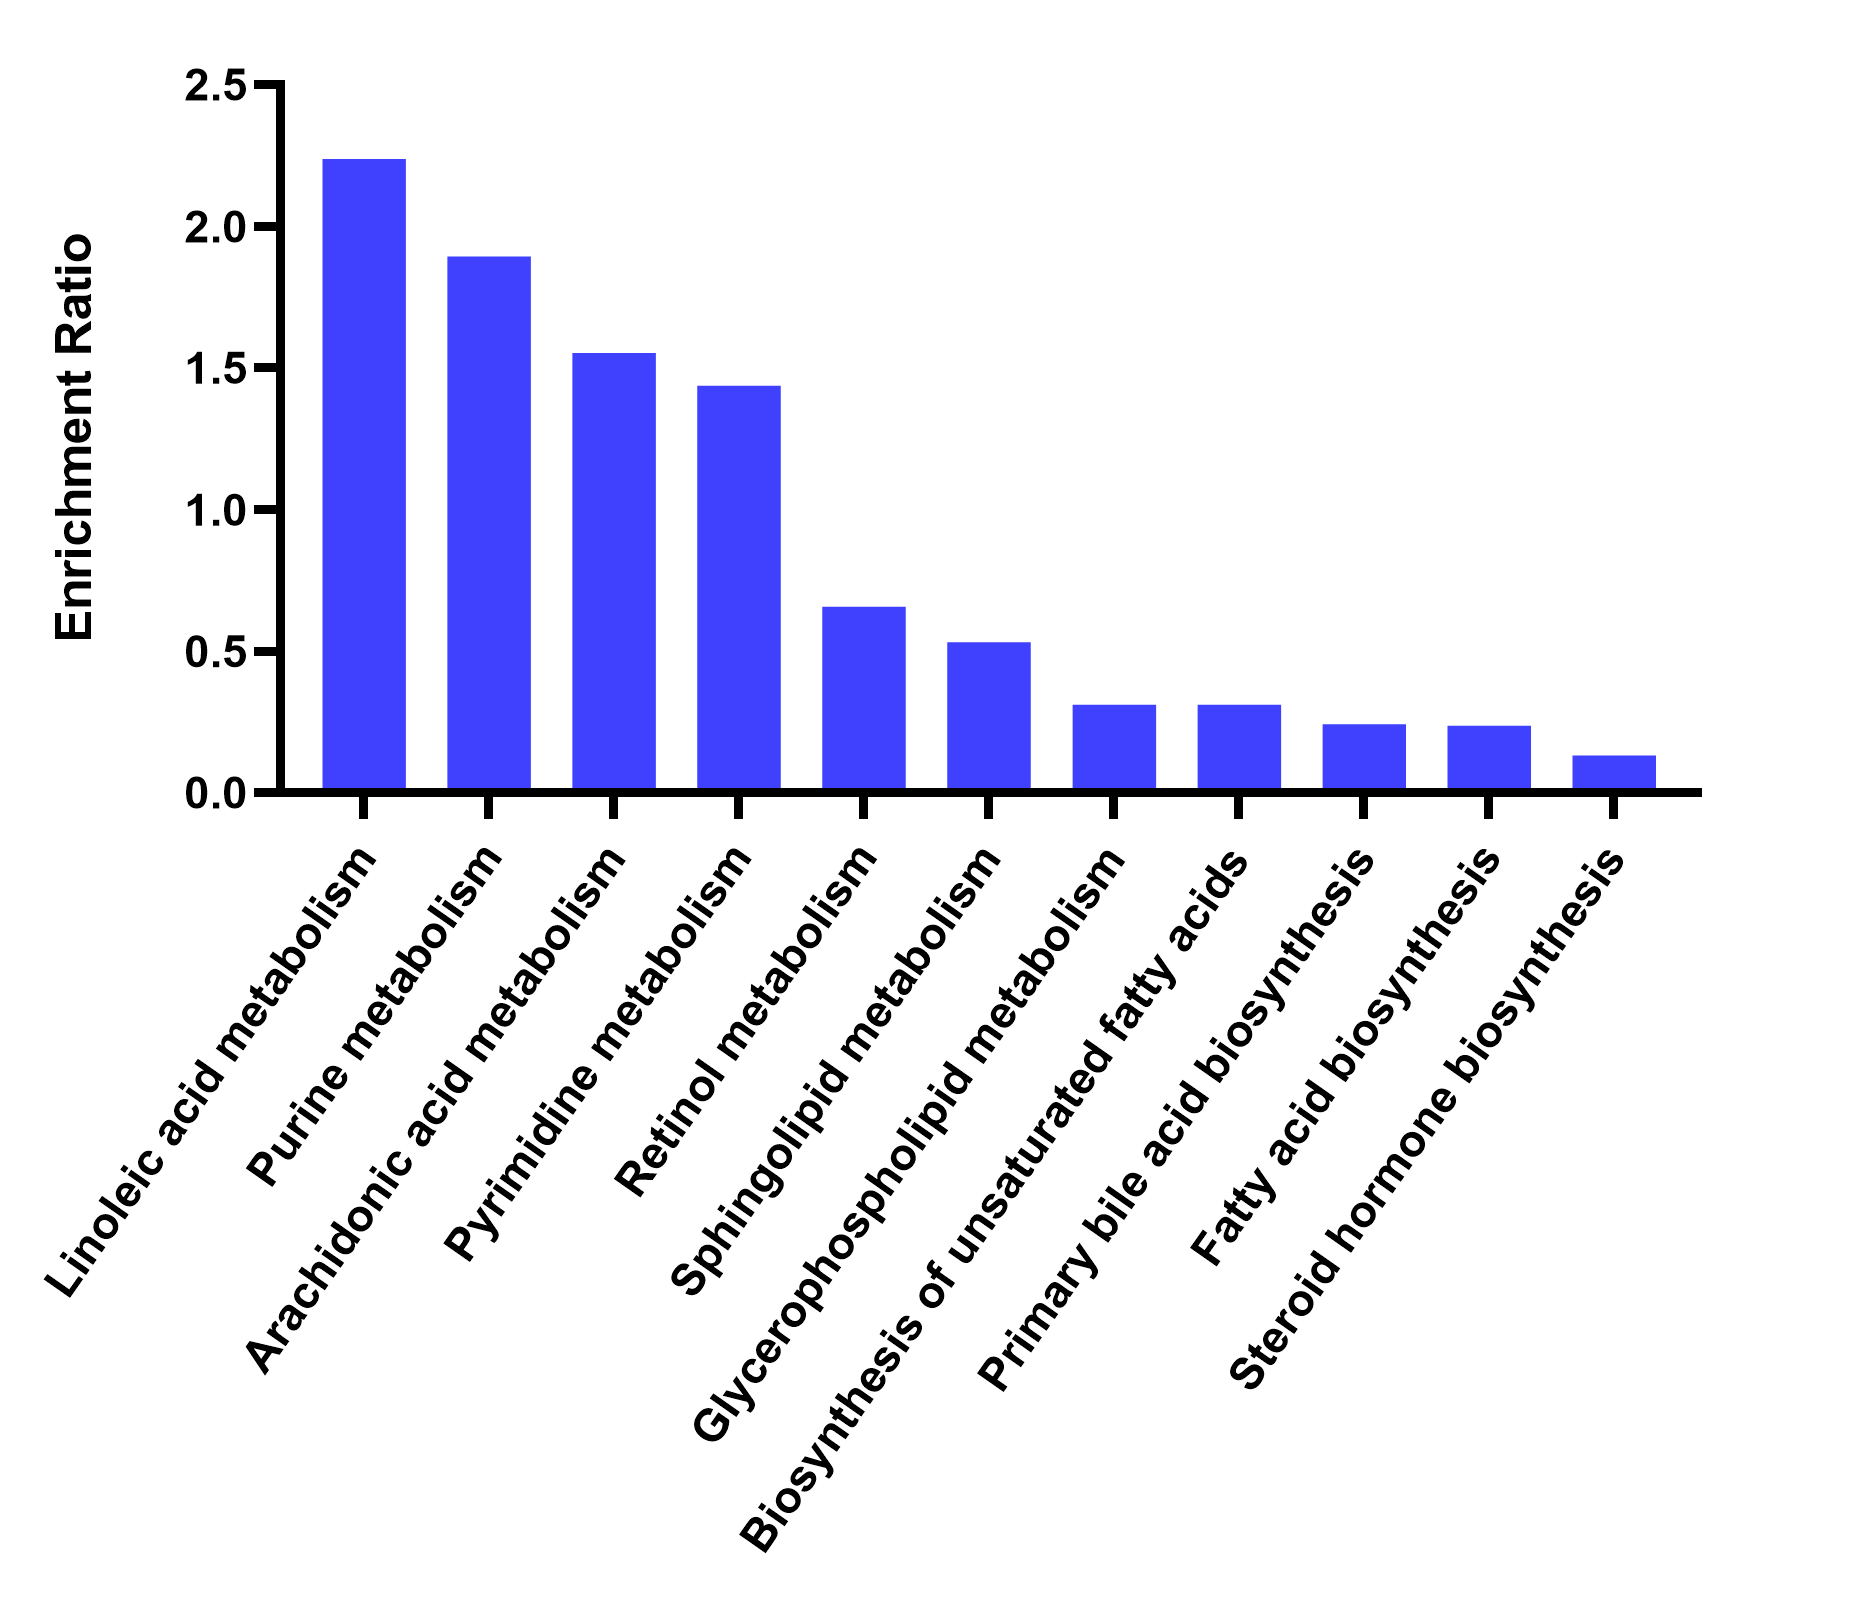 Enrichment Ratio
2.5
2.0
1.5
1.0
0.5
0.0
Linoleic acid metabolism
Purine metabolism
Arachidonic acid metabolism
Pyrimidine metabolism
Retinol metabolism
Sphingolipid metabolism
Glycerophospholipid metabolism
Biosynthesis of unsaturated fatty acids
Primary bile acid biosynthesis
Fatty acid biosynthesis
Steroid hormone biosynthesis